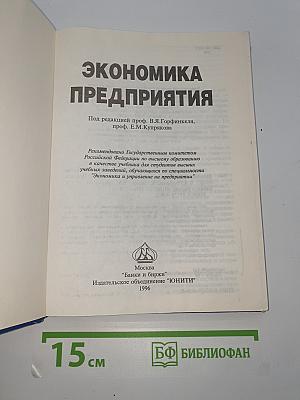 ЭКОНОМИКА
ПРЕДПРИЯТИЯ
Под редакцией проф. В.Я.Горфинкеля,
проф. Е.М.Купрякова
Рекомендовано Государственным комитетом
Российской Федерации по высшему образованию
в качестве учебника для студентов высших
учебных заведений, обучающихся по специальности
"Экономика и управление на предприятии"
Москва
"Банки и биржи"
Издательское объединение "ЮНИТИ"
1996
15 см
БФ БИБЛИОФАН